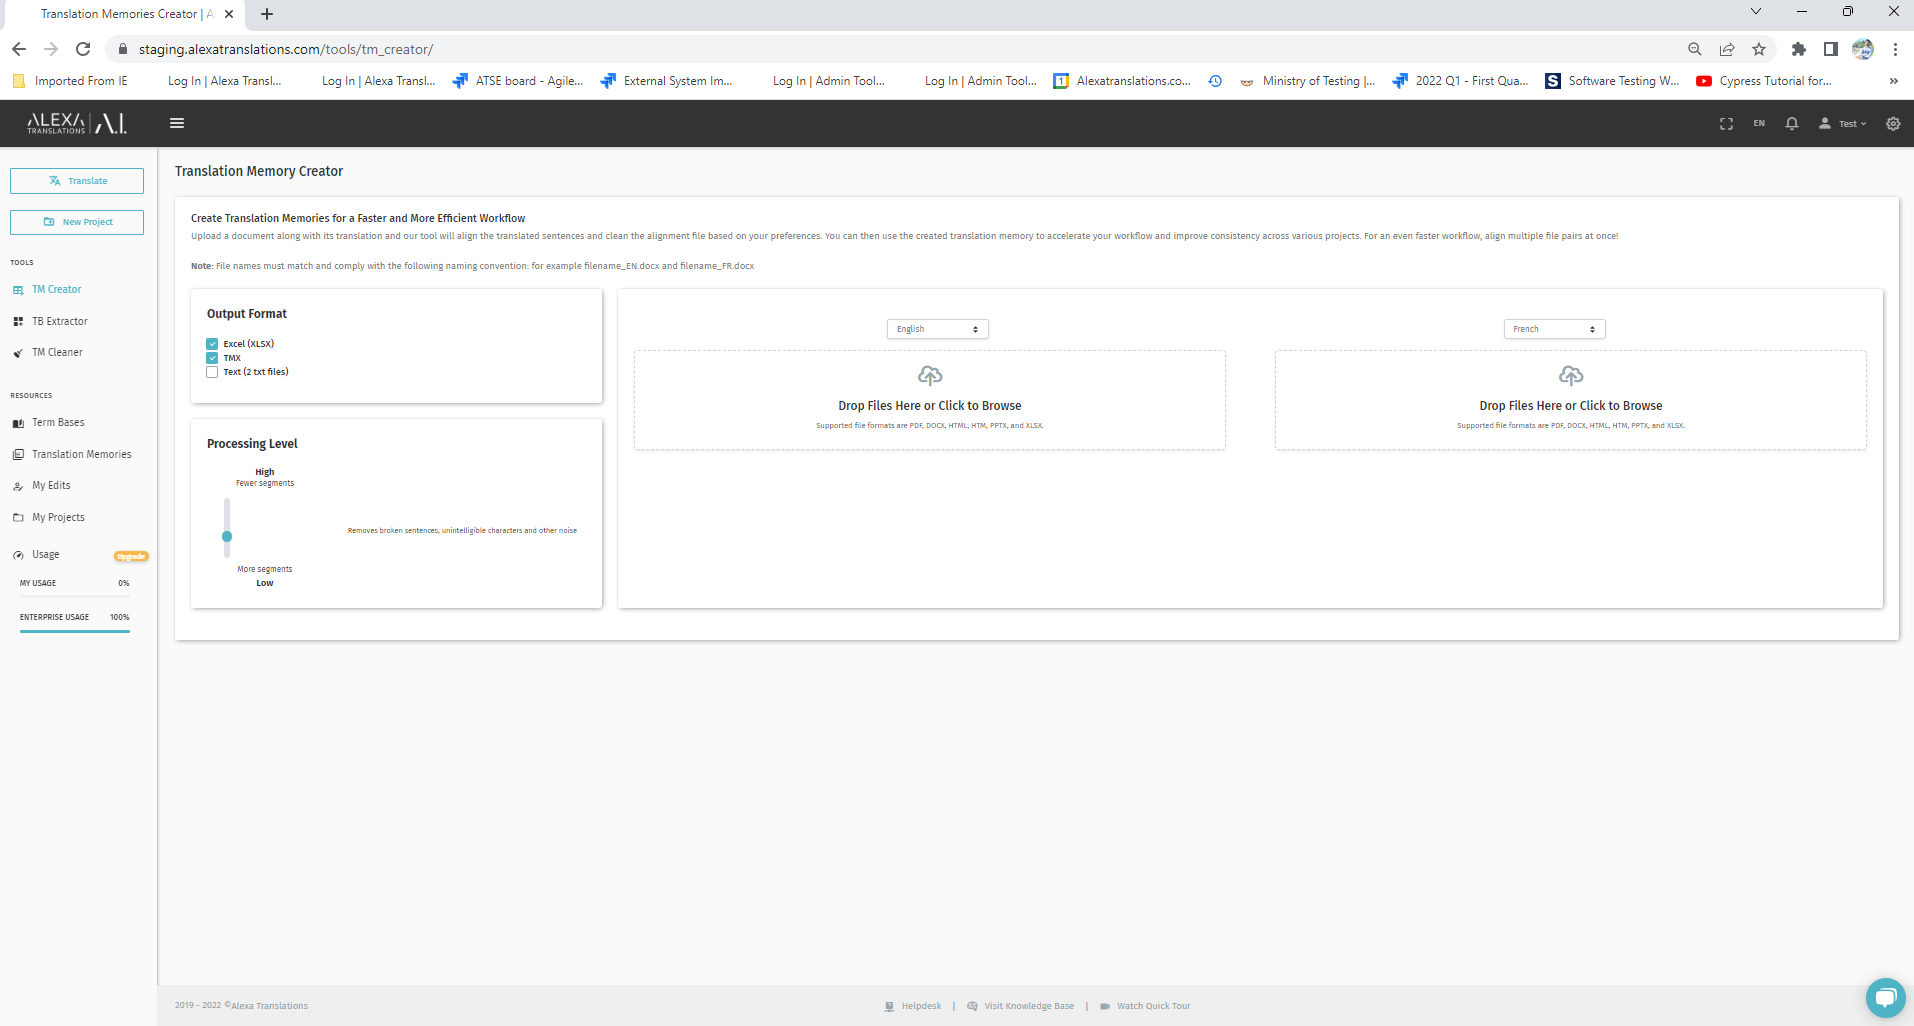 Translation Memories Creator | A
staging.alexatranslations.com/tools/tm_creator/
Imported From IE
Log In | Alexa Transl...
Log In | Alexa Transl...
ATSE board - Agile...
External System Im...
Log In | Admin Tool...
Log In | Admin Tool...
1
Alexatranslations.co...
Ministry of Testing |...
2022 Q1 - First Qua...
S
Software Testing W...
Cypress Tutorial for...
»
ALEXA TRANSLATIONS | A.I.
EN
Test
Translate
New Project
TOOLS
TM Creator
TB Extractor
TM Cleaner
RESOURCES
Term Bases
Translation Memories
My Edits
My Projects
Usage
Upgrade
MY USAGE 0%
ENTERPRISE USAGE 100%
Translation Memory Creator
Create Translation Memories for a Faster and More Efficient Workflow
Upload a document along with its translation and our tool will align the translated sentences and clean the alignment file based on your preferences. You can then use the created translation memory to accelerate your workflow and improve consistency across various projects. For an even faster workflow, align multiple file pairs at once!
Note: File names must match and comply with the following naming convention: for example filename_EN.docx and filename_FR.docx
Output Format
Excel (XLSX)
TMX
Text (2 txt files)
Processing Level
High
Fewer segments
Removes broken sentences, unintelligible characters and other noise
More segments
Low
English
Drop Files Here or Click to Browse
Supported file formats are PDF, DOCX, HTML, HTM, PPTX, and XLSX.
French
Drop Files Here or Click to Browse
Supported file formats are PDF, DOCX, HTML, HTM, PPTX, and XLSX.
2019 - 2022 ©Alexa Translations
Helpdesk | Visit Knowledge Base | Watch Quick Tour